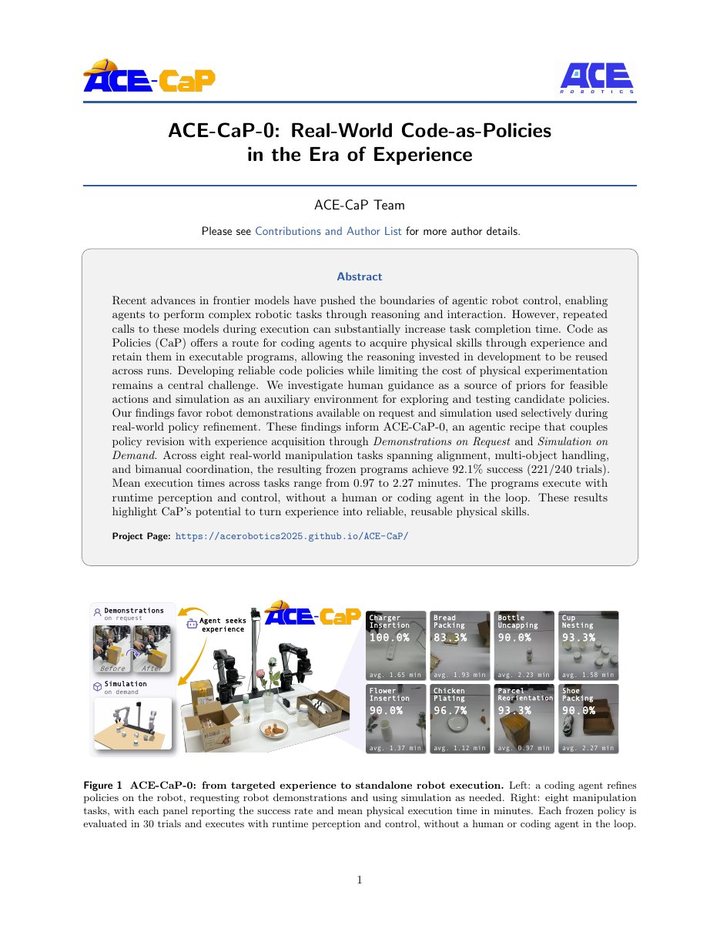 ACE-CaP
ACE
ROBOTICS
ACE-CaP-0: Real-World Code-as-Policies
in the Era of Experience
ACE-CaP Team
Please see Contributions and Author List for more author details.
Abstract
Recent advances in frontier models have pushed the boundaries of agentic robot control, enabling
agents to perform complex robotic tasks through reasoning and interaction. However, repeated
calls to these models during execution can substantially increase task completion time. Code as
Policies (CaP) offers a route for coding agents to acquire physical skills through experience and
retain them in executable programs, allowing the reasoning invested in development to be reused
across runs. Developing reliable code policies while limiting the cost of physical experimentation
remains a central challenge. We investigate human guidance as a source of priors for feasible
actions and simulation as an auxiliary environment for exploring and testing candidate policies.
Our findings favor robot demonstrations available on request and simulation used selectively during
real-world policy refinement. These findings inform ACE-CaP-0, an agentic recipe that couples
policy revision with experience acquisition through Demonstrations on Request and Simulation on
Demand. Across eight real-world manipulation tasks spanning alignment, multi-object handling,
and bimanual coordination, the resulting frozen programs achieve 92.1% success (221/240 trials).
Mean execution times across tasks range from 0.97 to 2.27 minutes. The programs execute with
runtime perception and control, without a human or coding agent in the loop. These results
highlight CaP's potential to turn experience into reliable, reusable physical skills.
Project Page: https://acerobotics2025.github.io/ACE-CaP/
Demonstrations
on request
Before After
Simulation
on demand
Agent seeks
experience
ACE-CaP
Charger
Insertion
100.0%
avg. 1.65 min
Bread
Packing
83.3%
avg. 1.93 min
Bottle
Uncapping
90.0%
avg. 2.23 min
Cup
Nesting
93.3%
avg. 1.58 min
Flower
Insertion
90.0%
avg. 1.37 min
Chicken
Plating
96.7%
avg. 1.12 min
Parcel
Reorientation
93.3%
avg. 0.97 min
Shoe
Packing
90.0%
avg. 2.27 min
Figure 1 ACE-CaP-0: from targeted experience to standalone robot execution. Left: a coding agent refines
policies on the robot, requesting robot demonstrations and using simulation as needed. Right: eight manipulation
tasks, with each panel reporting the success rate and mean physical execution time in minutes. Each frozen policy is
evaluated in 30 trials and executes with runtime perception and control, without a human or coding agent in the loop.
1